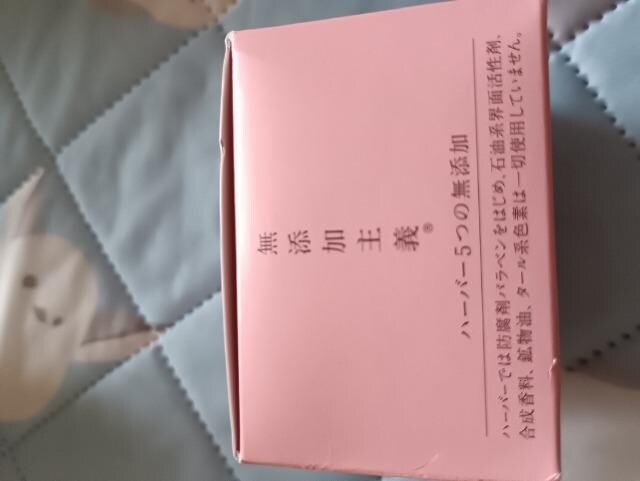 無添加主義®
ハーバー5つの無添加
ハーバーでは防腐剤パラベンをはじめ、石油系界面活性剤、
合成香料、鉱物油、タール系色素は一切使用していません。